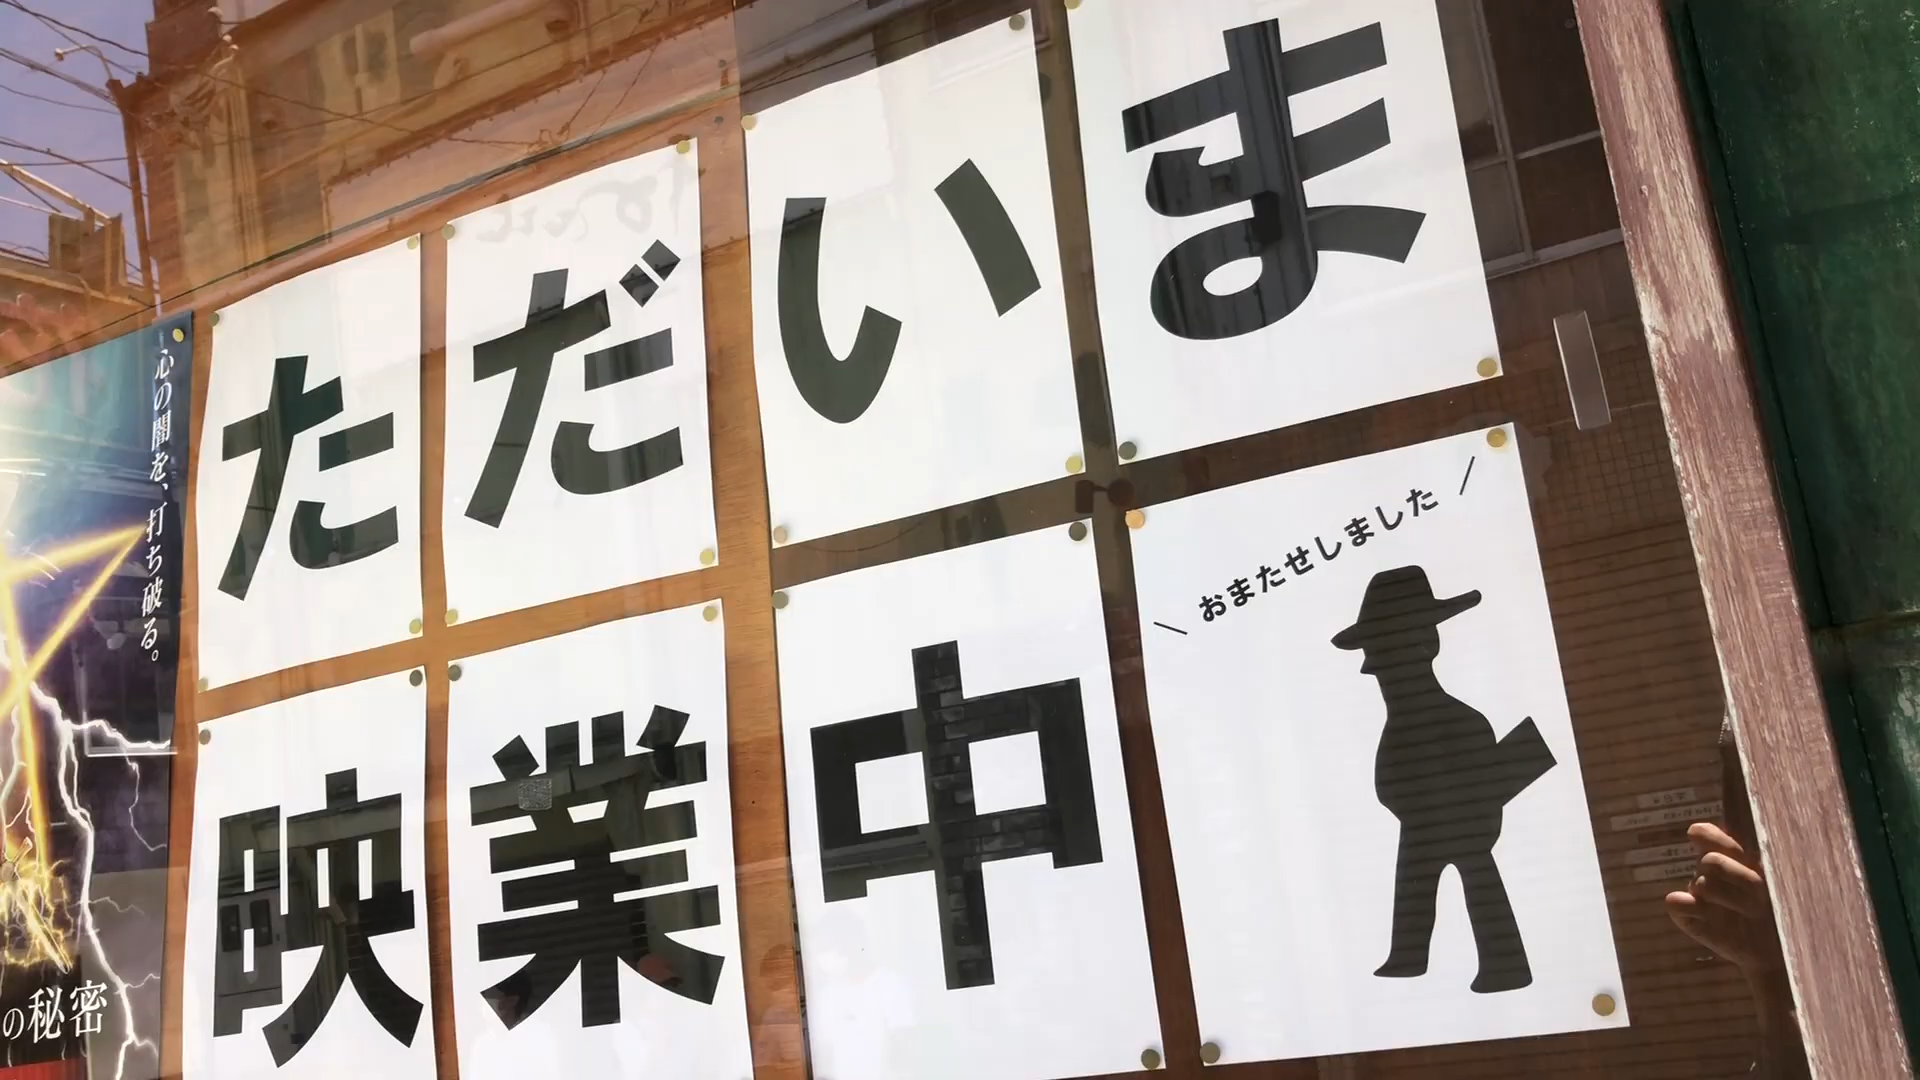 ただいま
映業中
おまたせしました
心の闇を、打ち破る。
の秘密